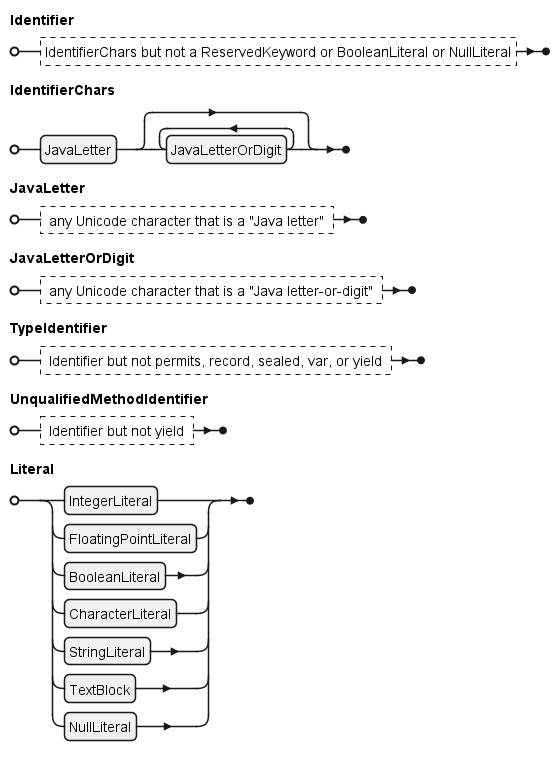 Identifier
IdentifierChars but not a ReservedKeyword or BooleanLiteral or NullLiteral
IdentifierChars
JavaLetter
JavaLetterOrDigit
JavaLetter
any Unicode character that is a "Java letter"
JavaLetterOrDigit
any Unicode character that is a "Java letter-or-digit"
TypeIdentifier
Identifier but not permits, record, sealed, var, or yield
UnqualifiedMethodIdentifier
Identifier but not yield
Literal
IntegerLiteral
FloatingPointLiteral
BooleanLiteral
CharacterLiteral
StringLiteral
TextBlock
NullLiteral